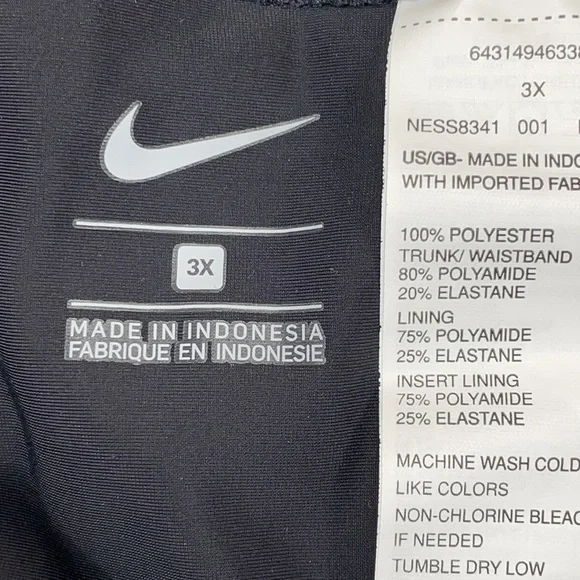 3X
MADE IN INDONESIA
FABRIQUE EN INDONESIE
64314946338
3X
NESS8341 001
US/GB- MADE IN INDO
WITH IMPORTED FAB
100% POLYESTER
TRUNK/ WAISTBAND
80% POLYAMIDE
20% ELASTANE
LINING
75% POLYAMIDE
25% ELASTANE
INSERT LINING
75% POLYAMIDE
25% ELASTANE
MACHINE WASH COLD
LIKE COLORS
NON-CHLORINE BLEAC
IF NEEDED
TUMBLE DRY LOW